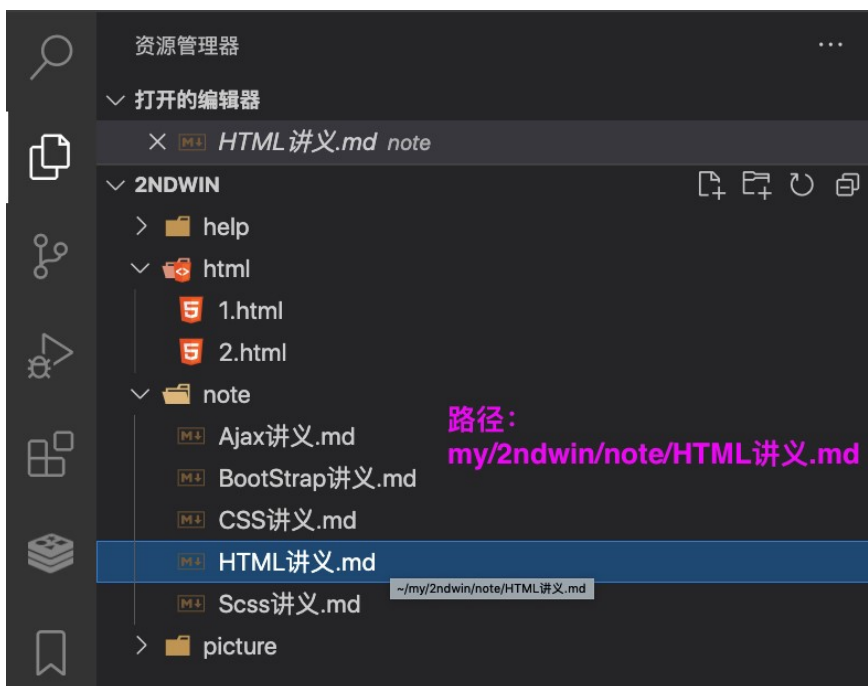 资源管理器
打开的编辑器
HTML讲义.md note
2NDWIN
help
html
1.html
2.html
note
Ajax讲义.md
BootStrap讲义.md
CSS讲义.md
HTML讲义.md
Scss讲义.md
picture
路径：
my/2ndwin/note/HTML讲义.md
~/my/2ndwin/note/HTML讲义.md